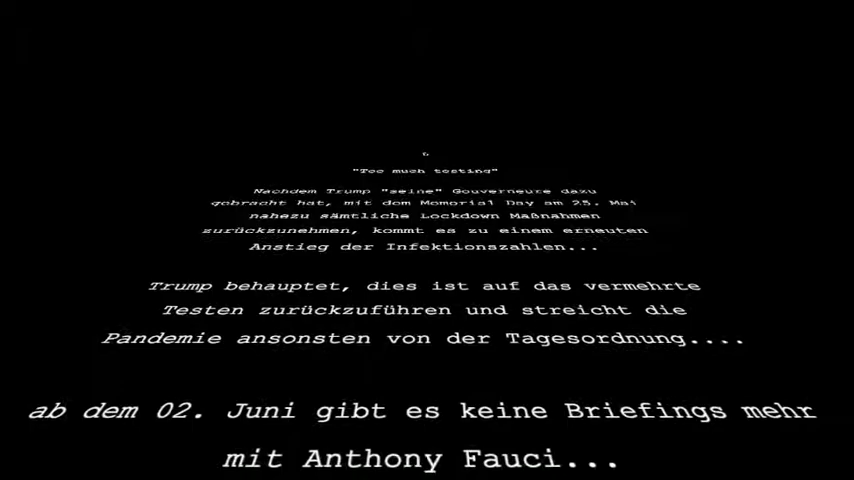 6
"Too much testing"
Nachdem Trump "seine" Gouverneure dazu
gebracht hat, mit dem Memorial Day am 25. Mai
nahezu sämtliche Lockdown Maßnahmen
zurückzunehmen, kommt es zu einem erneuten
Anstieg der Infektionszahlen...
Trump behauptet, dies ist auf das vermehrte
Testen zurückzuführen und streicht die
Pandemie ansonsten von der Tagesordnung....
ab dem 02. Juni gibt es keine Briefings mehr
mit Anthony Fauci...